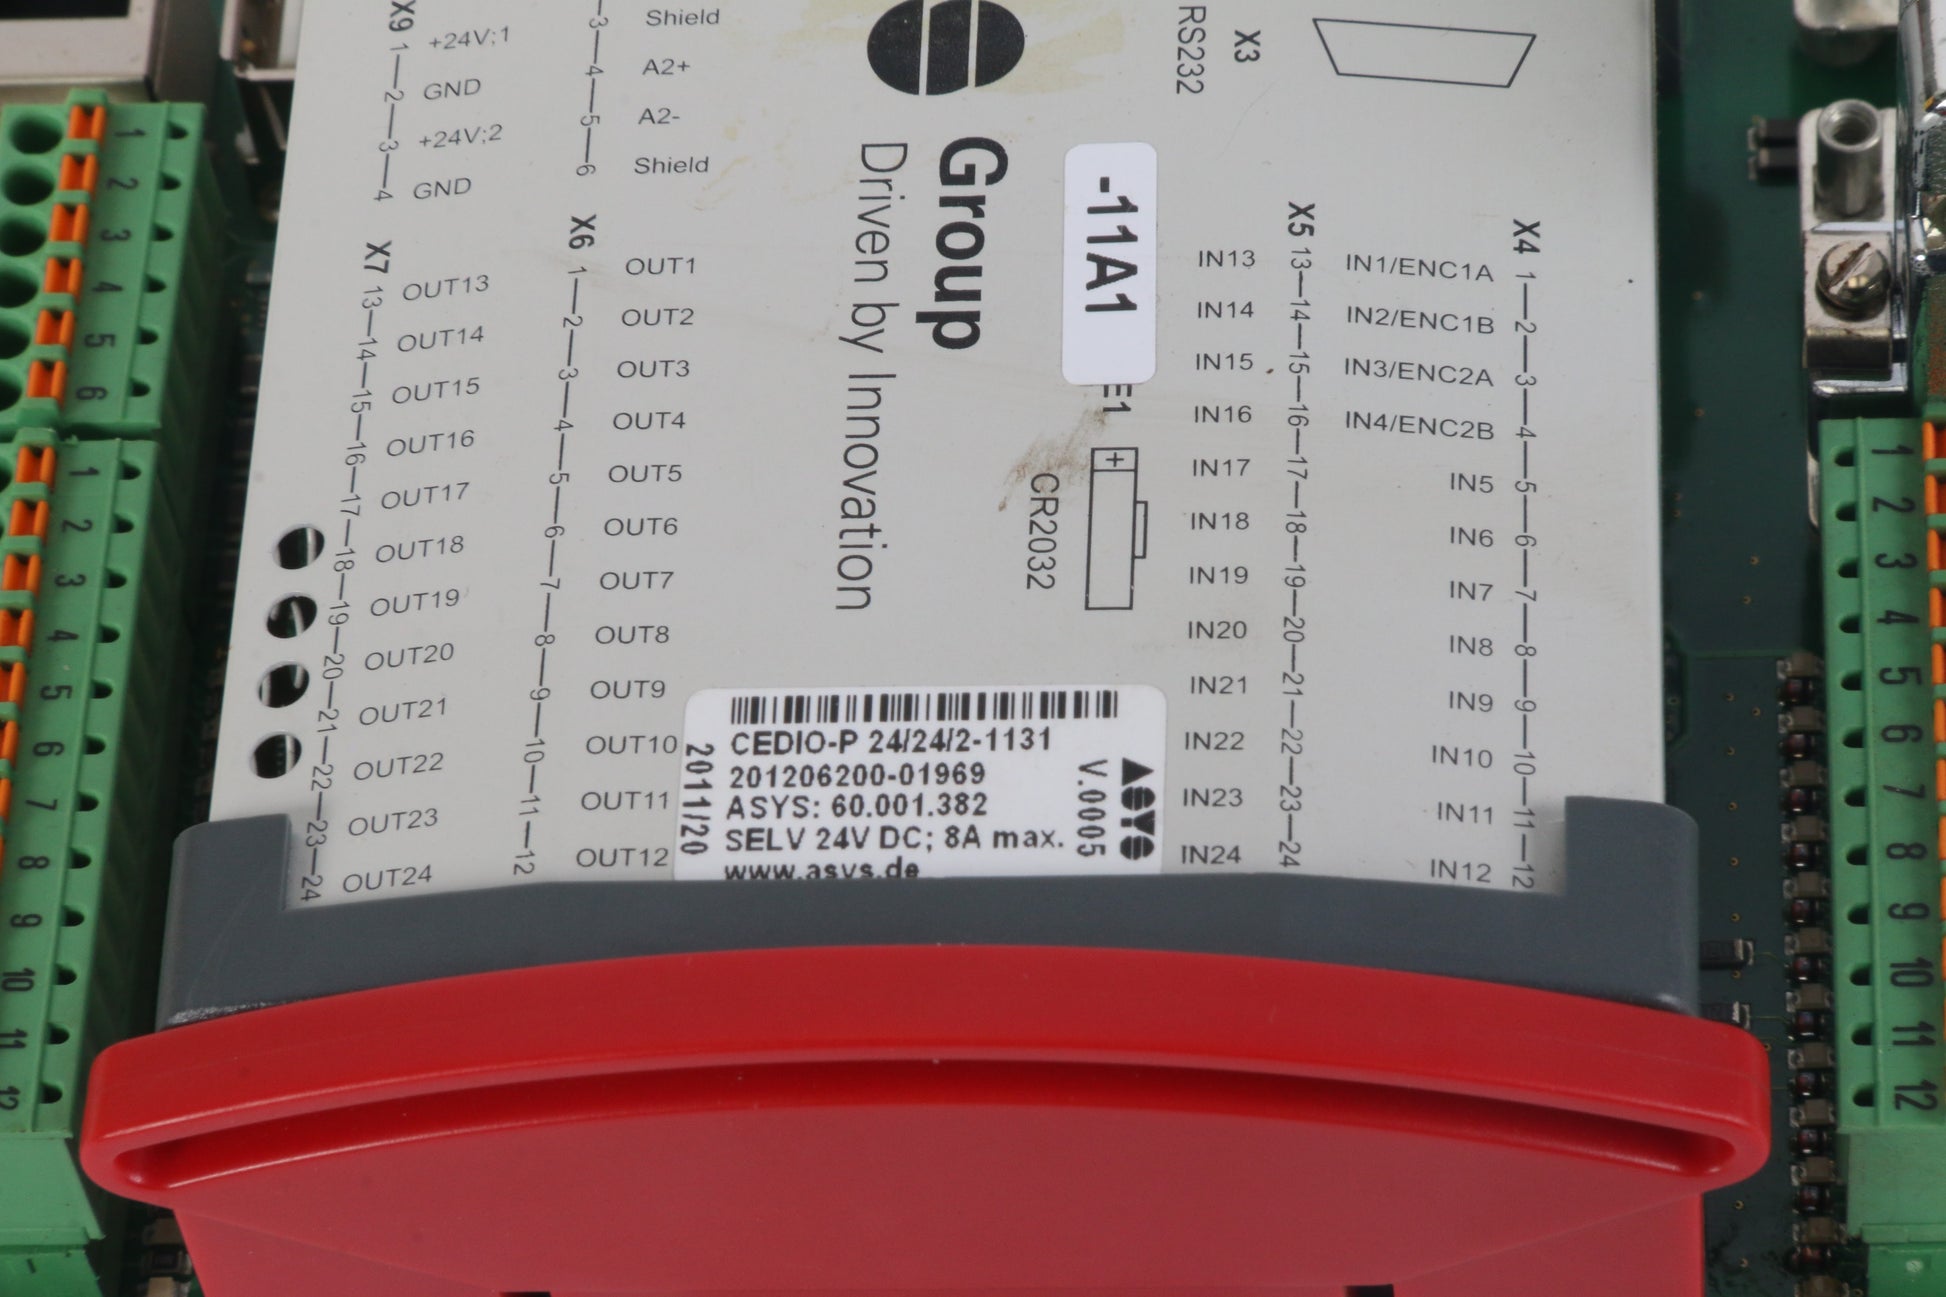 X9
1—2—3—4
+24V;1
GND
+24V;2
GND
3—4—5—6
Shield
A2+
A2-
Shield
X7
13—14—15—16—17—18—19—20—21—22—23—24
OUT13
OUT14
OUT15
OUT16
OUT17
OUT18
OUT19
OUT20
OUT21
OUT22
OUT23
OUT24
X6
1—2—3—4—5—6—7—8—9—10—11—12
OUT1
OUT2
OUT3
OUT4
OUT5
OUT6
OUT7
OUT8
OUT9
OUT10
OUT11
OUT12
Group
Driven by Innovation
-11A1
E1
+
CR2032
RS232
X3
X5
13—14—15—16—17—18—19—20—21—22—23—24
IN13
IN14
IN15
IN16
IN17
IN18
IN19
IN20
IN21
IN22
IN23
IN24
X4
1—2—3—4—5—6—7—8—9—10—11—12
IN1/ENC1A
IN2/ENC1B
IN3/ENC2A
IN4/ENC2B
IN5
IN6
IN7
IN8
IN9
IN10
IN11
IN12
CEDIO-P 24/24/2-1131
201206200-01969
ASYS: 60.001.382
SELV 24V DC; 8A max.
www.asys.de
2011/20
V.0005
ASYS
1
2
3
4
5
6
1
2
3
4
5
6
7
8
9
10
11
12
1
2
3
4
5
6
7
8
9
10
11
12